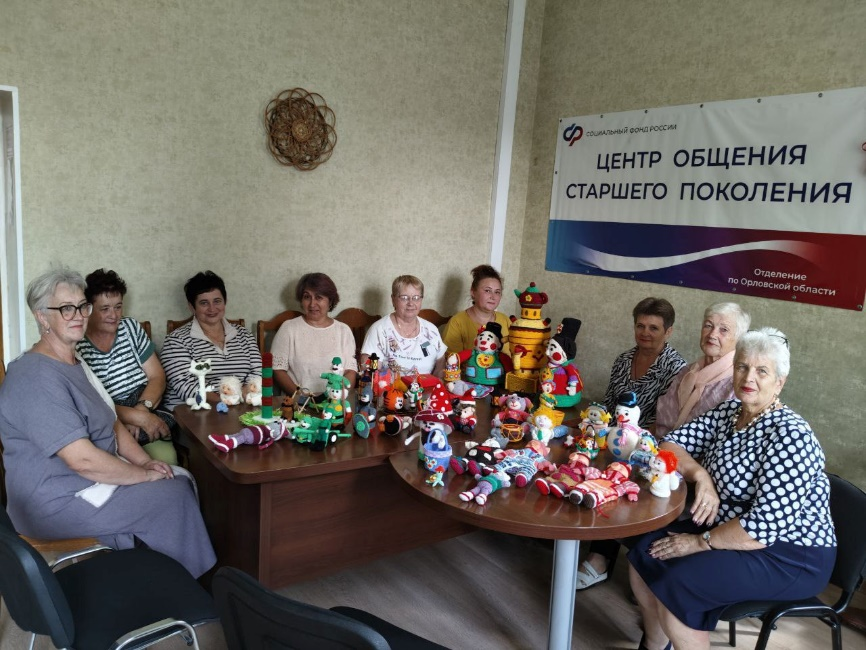 СОЦИАЛЬНЫЙ ФОНД РОССИИ
ЦЕНТР ОБЩЕНИЯ
СТАРШЕГО ПОКОЛЕНИЯ
Отделение
по Орловской области